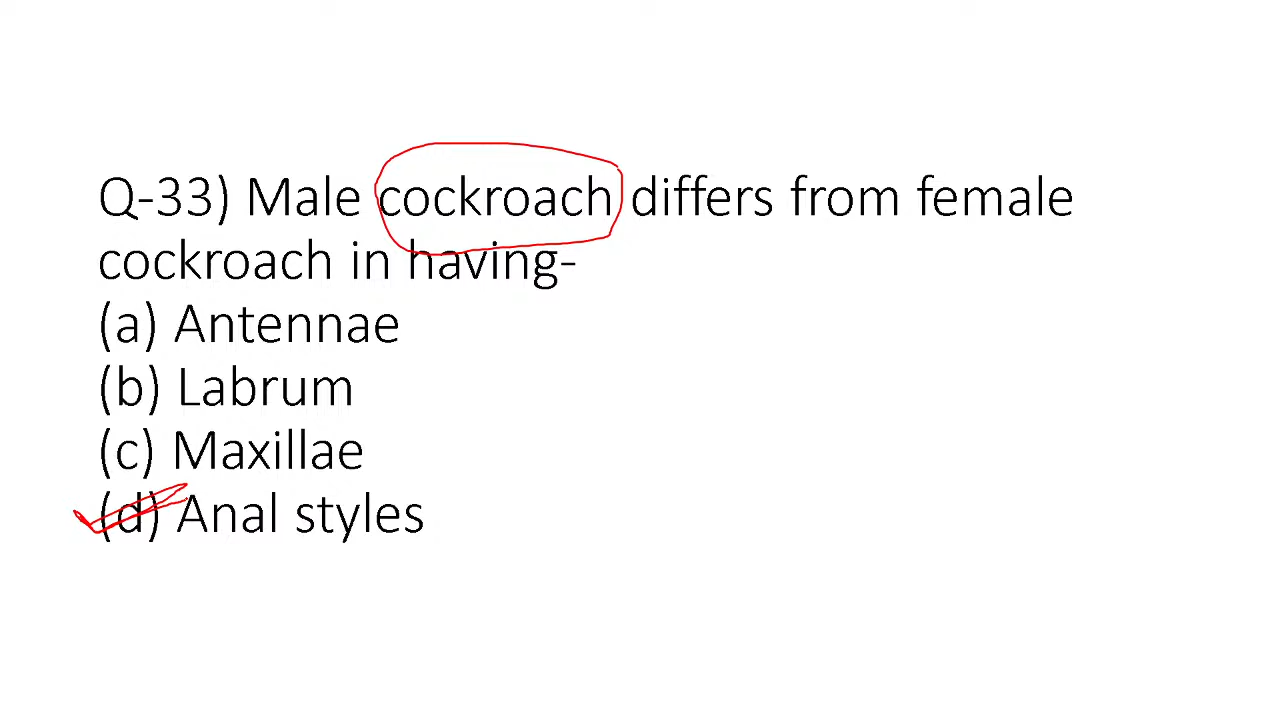 Q-33) Male cockroach differs from female
cockroach in having-
(a) Antennae
(b) Labrum
(c) Maxillae
(d) Anal styles